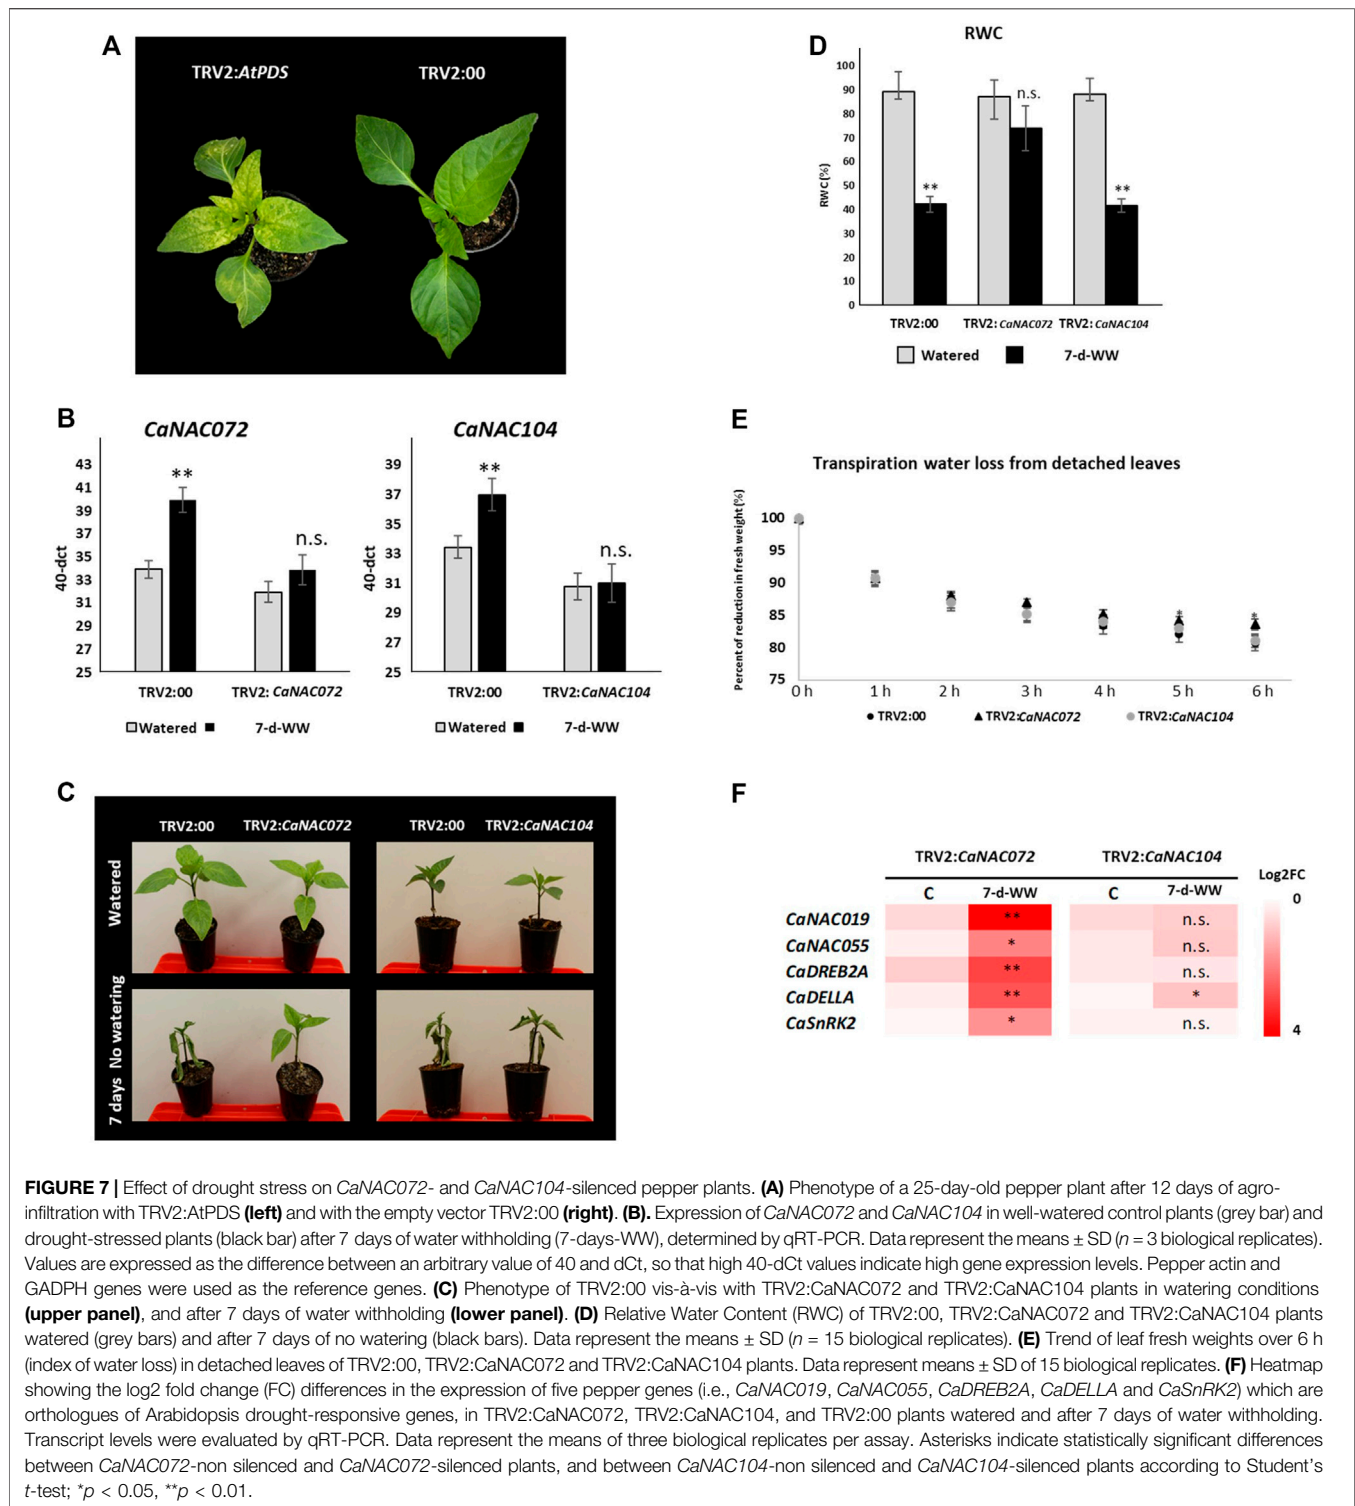 A
TRV2:AtPDS TRV2:00
D
RWC
RWC (%)
100
90
80
70
60
50
40
30
20
10
0
** n.s. **
TRV2:00 TRV2: CaNAC072 TRV2: CaNAC104
Watered 7-d-WW
B
CaNAC072
40-dct
43
41
39
37
35
33
31
29
27
25
**
n.s.
TRV2:00 TRV2: CaNAC072
Watered 7-d-WW
CaNAC104
40-dct
39
37
35
33
31
29
27
25
**
n.s.
TRV2:00 TRV2:CaNAC104
Watered 7-d-WW
E
Transpiration water loss from detached leaves
Percent of reduction in fresh weight (%)
100
95
90
85
80
75
* *
0 h 1 h 2 h 3 h 4 h 5 h 6 h
TRV2:00 TRV2:CaNAC072 TRV2:CaNAC104
C
TRV2:00 TRV2:CaNAC072 TRV2:00 TRV2:CaNAC104
Watered
7 days No watering
F
TRV2:CaNAC072 TRV2:CaNAC104
C 7-d-WW C 7-d-WW
Log2FC
0
4
CaNAC019 ** n.s.
CaNAC055 * n.s.
CaDREB2A ** n.s.
CaDELLA ** *
CaSnRK2 * n.s.
FIGURE 7 | Effect of drought stress on CaNAC072- and CaNAC104-silenced pepper plants. (A) Phenotype of a 25-day-old pepper plant after 12 days of agro-
infiltration with TRV2:AtPDS (left) and with the empty vector TRV2:00 (right). (B). Expression of CaNAC072 and CaNAC104 in well-watered control plants (grey bar) and
drought-stressed plants (black bar) after 7 days of water withholding (7-days-WW), determined by qRT-PCR. Data represent the means ± SD (n = 3 biological replicates).
Values are expressed as the difference between an arbitrary value of 40 and dCt, so that high 40-dCt values indicate high gene expression levels. Pepper actin and
GADPH genes were used as the reference genes. (C) Phenotype of TRV2:00 vis-à-vis with TRV2:CaNAC072 and TRV2:CaNAC104 plants in watering conditions
(upper panel), and after 7 days of water withholding (lower panel). (D) Relative Water Content (RWC) of TRV2:00, TRV2:CaNAC072 and TRV2:CaNAC104 plants
watered (grey bars) and after 7 days of no watering (black bars). Data represent the means ± SD (n = 15 biological replicates). (E) Trend of leaf fresh weights over 6 h
(index of water loss) in detached leaves of TRV2:00, TRV2:CaNAC072 and TRV2:CaNAC104 plants. Data represent means ± SD of 15 biological replicates. (F) Heatmap
showing the log2 fold change (FC) differences in the expression of five pepper genes (i.e., CaNAC019, CaNAC055, CaDREB2A, CaDELLA and CaSnRK2) which are
orthologues of Arabidopsis drought-responsive genes, in TRV2:CaNAC072, TRV2:CaNAC104, and TRV2:00 plants watered and after 7 days of water withholding.
Transcript levels were evaluated by qRT-PCR. Data represent the means of three biological replicates per assay. Asterisks indicate statistically significant differences
between CaNAC072-non silenced and CaNAC072-silenced plants, and between CaNAC104-non silenced and CaNAC104-silenced plants according to Student's
t-test; *p < 0.05, **p < 0.01.